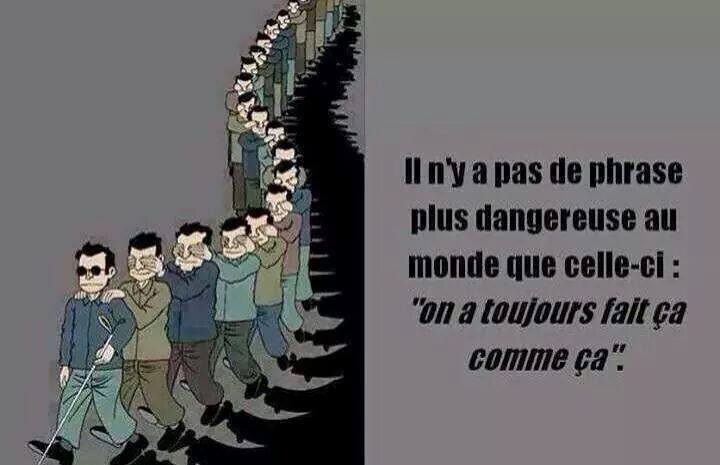 Il n'y a pas de phrase
plus dangereuse au
monde que celle-ci :
"on a toujours fait ça
comme ça".